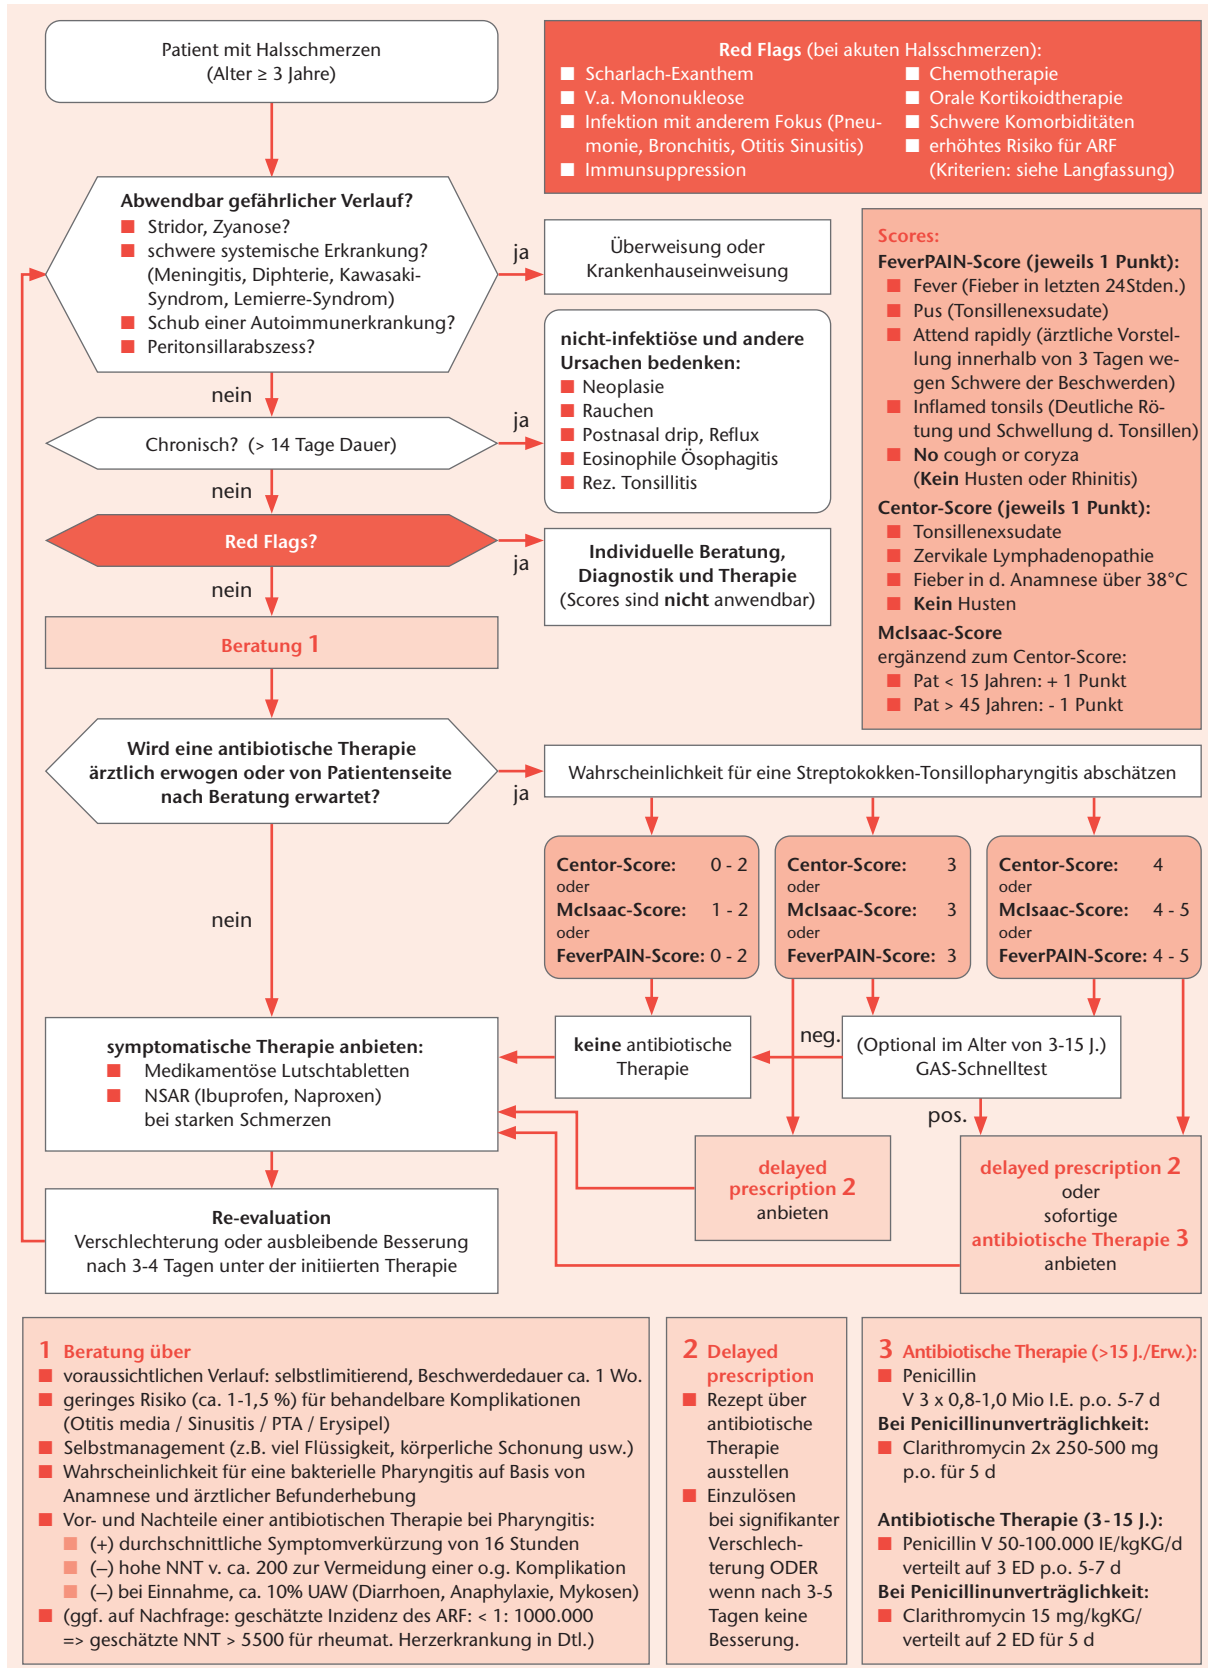 Patient mit Halsschmerzen
(Alter ≥ 3 Jahre)
Red Flags (bei akuten Halsschmerzen):
Scharlach-Exanthem
V.a. Mononukleose
Infektion mit anderem Fokus (Pneu-
monie, Bronchitis, Otitis Sinusitis)
Immunsuppression
Chemotherapie
Orale Kortikoidtherapie
Schwere Komorbiditäten
erhöhtes Risiko für ARF
(Kriterien: siehe Langfassung)
Abwendbar gefährlicher Verlauf?
Stridor, Zyanose?
schwere systemische Erkrankung?
(Meningitis, Diphterie, Kawasaki-
Syndrom, Lemierre-Syndrom)
Schub einer Autoimmunerkrankung?
Peritonsillarabszess?
ja
Überweisung oder
Krankenhauseinweisung
nein
Chronisch? (> 14 Tage Dauer)
ja
nicht-infektiöse und andere
Ursachen bedenken:
Neoplasie
Rauchen
Postnasal drip, Reflux
Eosinophile Ösophagitis
Rez. Tonsillitis
nein
Red Flags?
ja
Individuelle Beratung,
Diagnostik und Therapie
(Scores sind nicht anwendbar)
nein
Beratung 1
Scores:
FeverPAIN-Score (jeweils 1 Punkt):
Fever (Fieber in letzten 24Stden.)
Pus (Tonsillenexsudate)
Attend rapidly (ärztliche Vorstel-
lung innerhalb von 3 Tagen we-
gen Schwere der Beschwerden)
Inflamed tonsils (Deutliche Rö-
tung und Schwellung d. Tonsillen)
No cough or coryza
(Kein Husten oder Rhinitis)
Centor-Score (jeweils 1 Punkt):
Tonsillenexsudate
Zervikale Lymphadenopathie
Fieber in d. Anamnese über 38°C
Kein Husten
McIsaac-Score
ergänzend zum Centor-Score:
Pat < 15 Jahren: + 1 Punkt
Pat > 45 Jahren: - 1 Punkt
Wird eine antibiotische Therapie
ärztlich erwogen oder von Patientenseite
nach Beratung erwartet?
ja
Wahrscheinlichkeit für eine Streptokokken-Tonsillopharyngitis abschätzen
Centor-Score: 0 - 2
oder
McIsaac-Score: 1 - 2
oder
FeverPAIN-Score: 0 - 2
Centor-Score: 3
oder
McIsaac-Score: 3
oder
FeverPAIN-Score: 3
Centor-Score: 4
oder
McIsaac-Score: 4 - 5
oder
FeverPAIN-Score: 4 - 5
nein
symptomatische Therapie anbieten:
Medikamentöse Lutschtabletten
NSAR (Ibuprofen, Naproxen)
bei starken Schmerzen
keine antibiotische
Therapie
neg.
(Optional im Alter von 3-15 J.)
GAS-Schnelltest
pos.
delayed
prescription 2
anbieten
delayed prescription 2
oder
sofortige
antibiotische Therapie 3
anbieten
Re-evaluation
Verschlechterung oder ausbleibende Besserung
nach 3-4 Tagen unter der initiierten Therapie
1 Beratung über
voraussichtlichen Verlauf: selbstlimitierend, Beschwerdedauer ca. 1 Wo.
geringes Risiko (ca. 1-1,5 %) für behandelbare Komplikationen
(Otitis media / Sinusitis / PTA / Erysipel)
Selbstmanagement (z.B. viel Flüssigkeit, körperliche Schonung usw.)
Wahrscheinlichkeit für eine bakterielle Pharyngitis auf Basis von
Anamnese und ärztlicher Befunderhebung
Vor- und Nachteile einer antibiotischen Therapie bei Pharyngitis:
(+) durchschnittliche Symptomverkürzung von 16 Stunden
(–) hohe NNT v. ca. 200 zur Vermeidung einer o.g. Komplikation
(–) bei Einnahme, ca. 10% UAW (Diarrhoen, Anaphylaxie, Mykosen)
(ggf. auf Nachfrage: geschätzte Inzidenz des ARF: < 1: 1000.000
=> geschätzte NNT > 5500 für rheumat. Herzerkrankung in Dtl.)
2 Delayed
prescription
Rezept über
antibiotische
Therapie
ausstellen
Einzulösen
bei signifikanter
Verschlech-
terung ODER
wenn nach 3-5
Tagen keine
Besserung.
3 Antibiotische Therapie (>15 J./Erw.):
Penicillin
V 3 x 0,8-1,0 Mio I.E. p.o. 5-7 d
Bei Penicillinunverträglichkeit:
Clarithromycin 2x 250-500 mg
p.o. für 5 d
Antibiotische Therapie (3-15 J.):
Penicillin V 50-100.000 IE/kgKG/d
verteilt auf 3 ED p.o. 5-7 d
Bei Penicillinunverträglichkeit:
Clarithromycin 15 mg/kgKG/
verteilt auf 2 ED für 5 d